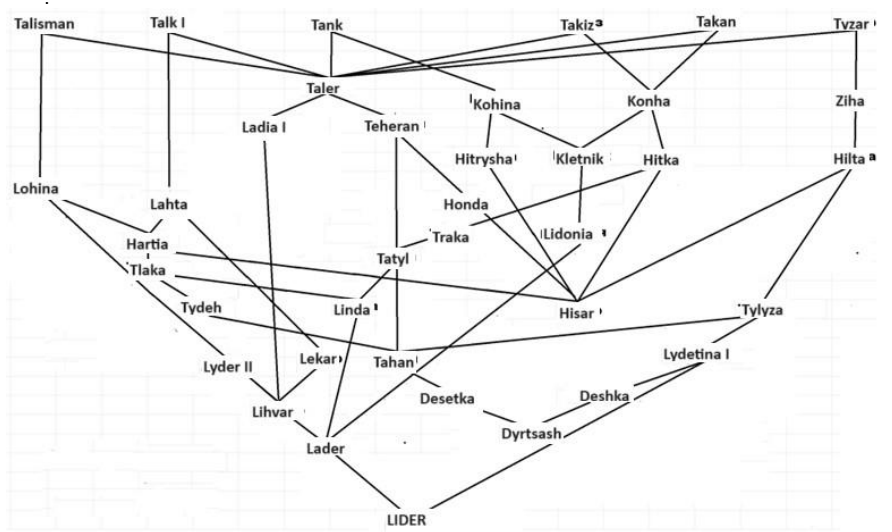 Talisman
Talk I
Tank
Takiz
Takan
Tyzar
Taler
Kohina
Konha
Ziha
Ladia I
Teheran
Hitrysha
Kletnik
Hitka
Hilta
Lohina
Lahta
Honda
Traka
Lidonia
Hartia
Tatyl
Tlaka
Tydeh
Linda
Hisar
Tylyza
Lyder II
Lekar
Tahan
Lydetina I
Desetka
Deshka
Lihvar
Dyrtsash
Lader
LIDER